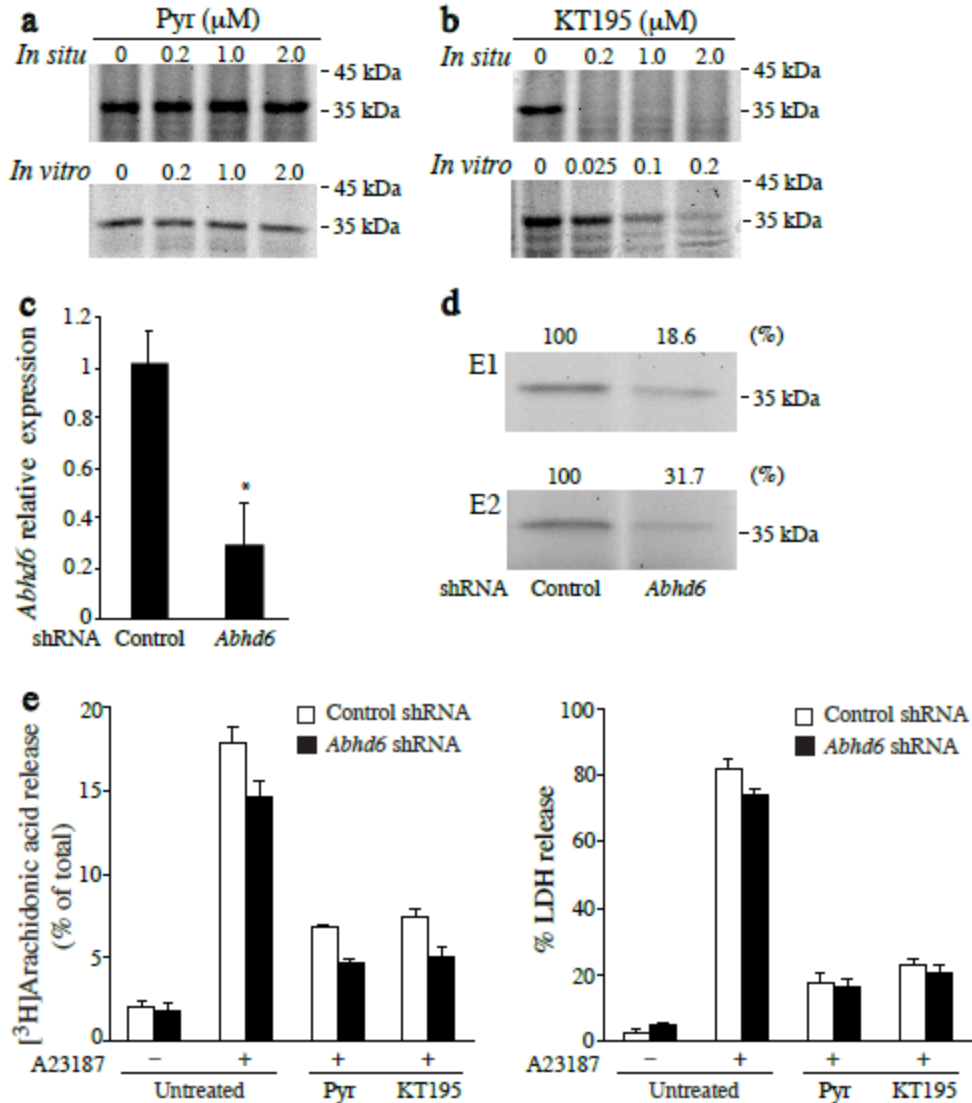 a Pyr (µM)
In situ 0 0.2 1.0 2.0
45 kDa
35 kDa
In vitro 0 0.2 1.0 2.0
45 kDa
35 kDa
b KT195 (µM)
In situ 0 0.2 1.0 2.0
45 kDa
35 kDa
In vitro 0 0.025 0.1 0.2
45 kDa
35 kDa
c
Abhd6 relative expression
1.2
1
0.8
0.6
0.4
0.2
0
*
shRNA Control Abhd6
d
100 18.6 (%)
E1
35 kDa
100 31.7 (%)
E2
35 kDa
shRNA Control Abhd6
e
[³H]Arachidonic acid release
(% of total)
20
15
10
5
0
Control shRNA
Abhd6 shRNA
A23187 − + + +
Untreated Pyr KT195
% LDH release
100
80
60
40
20
0
Control shRNA
Abhd6 shRNA
A23187 − + + +
Untreated Pyr KT195